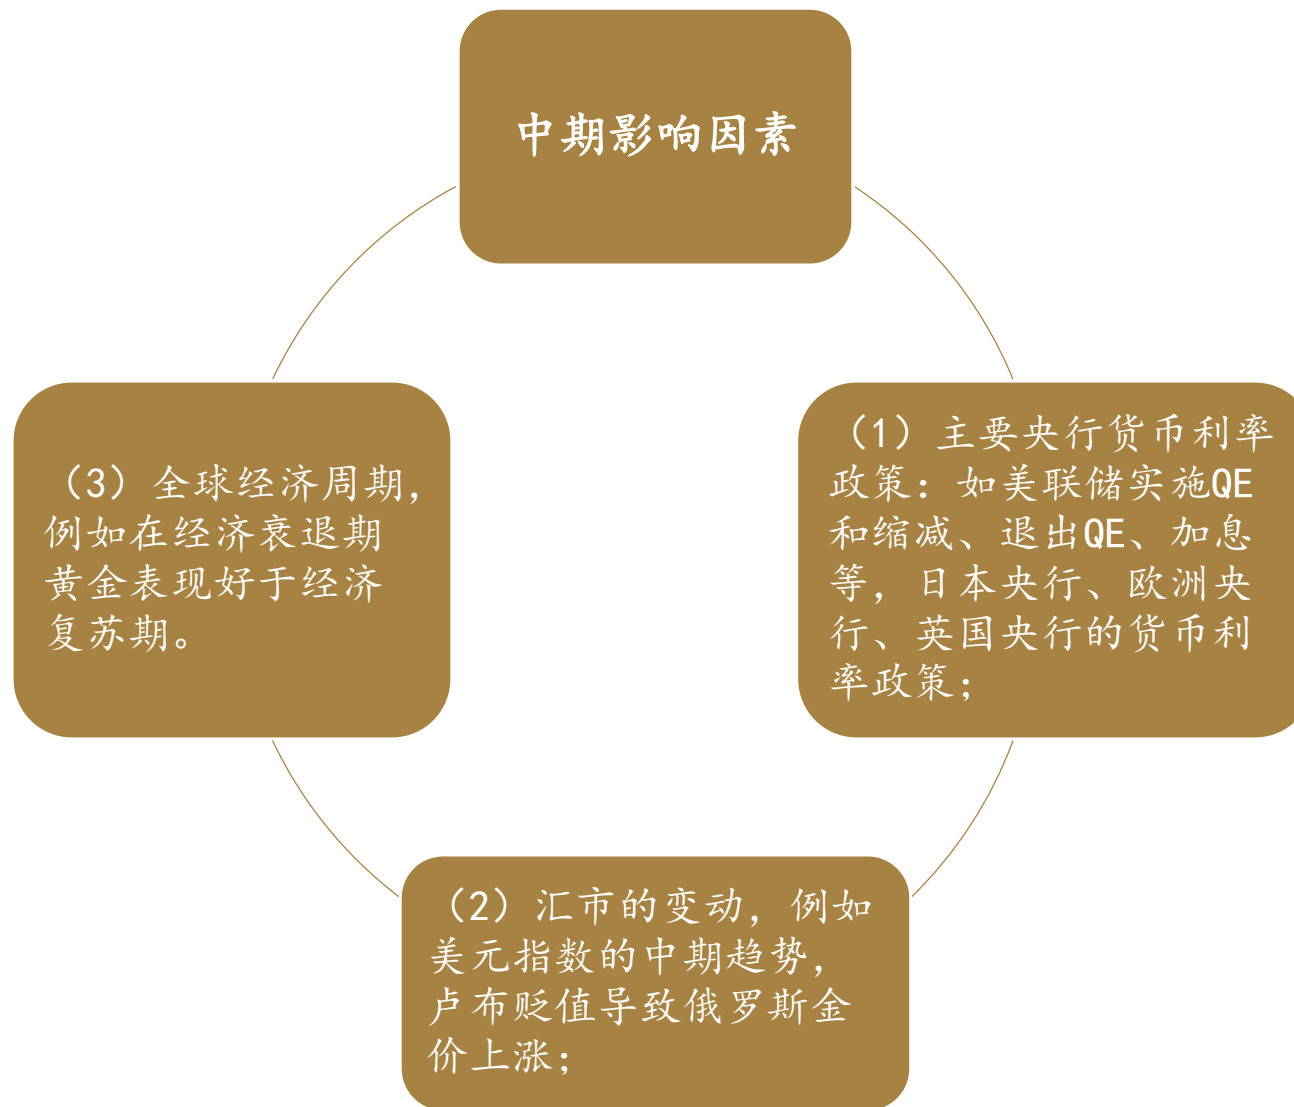 中期影响因素
（1）主要央行货币利率
政策：如美联储实施QE
和缩减、退出QE、加息
等，日本央行、欧洲央
行、英国央行的货币利
率政策；
（2）汇市的变动，例如
美元指数的中期趋势，
卢布贬值导致俄罗斯金
价上涨；
（3）全球经济周期，
例如在经济衰退期
黄金表现好于经济
复苏期。